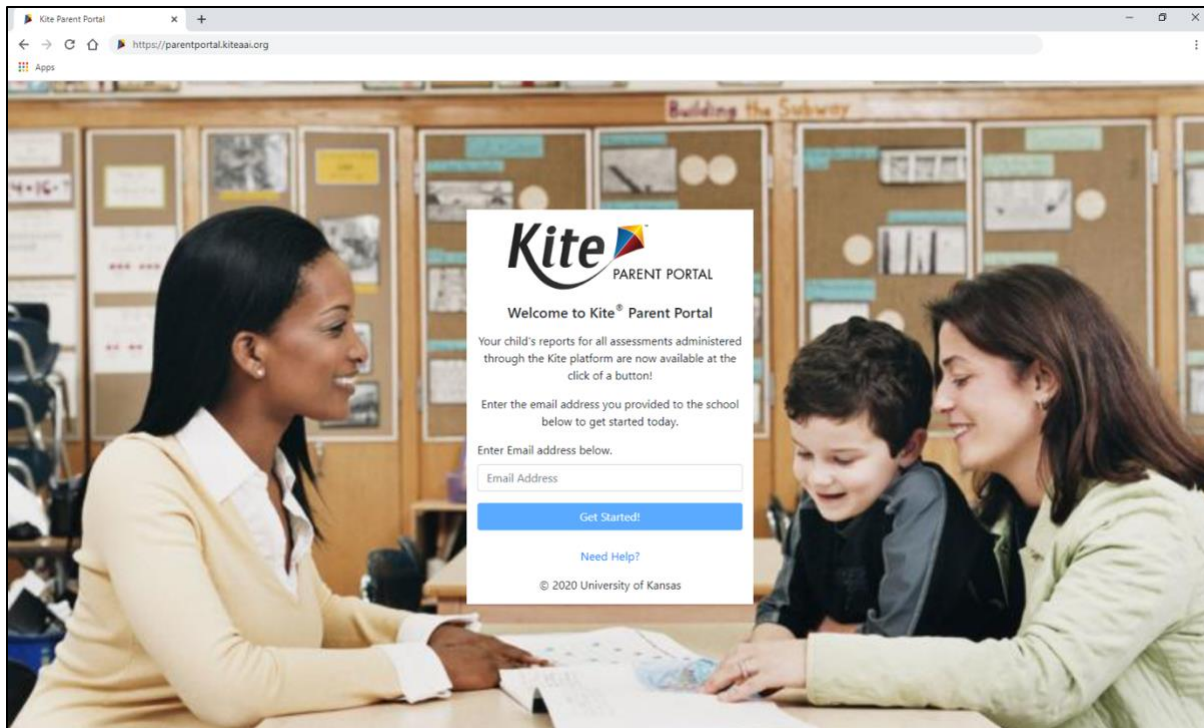 Kite Parent Portal
https://parentportal.kiteaai.org
Apps
Building the Subway
Kite™
PARENT PORTAL
Welcome to Kite® Parent Portal
Your child's reports for all assessments administered
through the Kite platform are now available at the
click of a button!
Enter the email address you provided to the school
below to get started today.
Enter Email address below.
Email Address
Get Started!
Need Help?
© 2020 University of Kansas